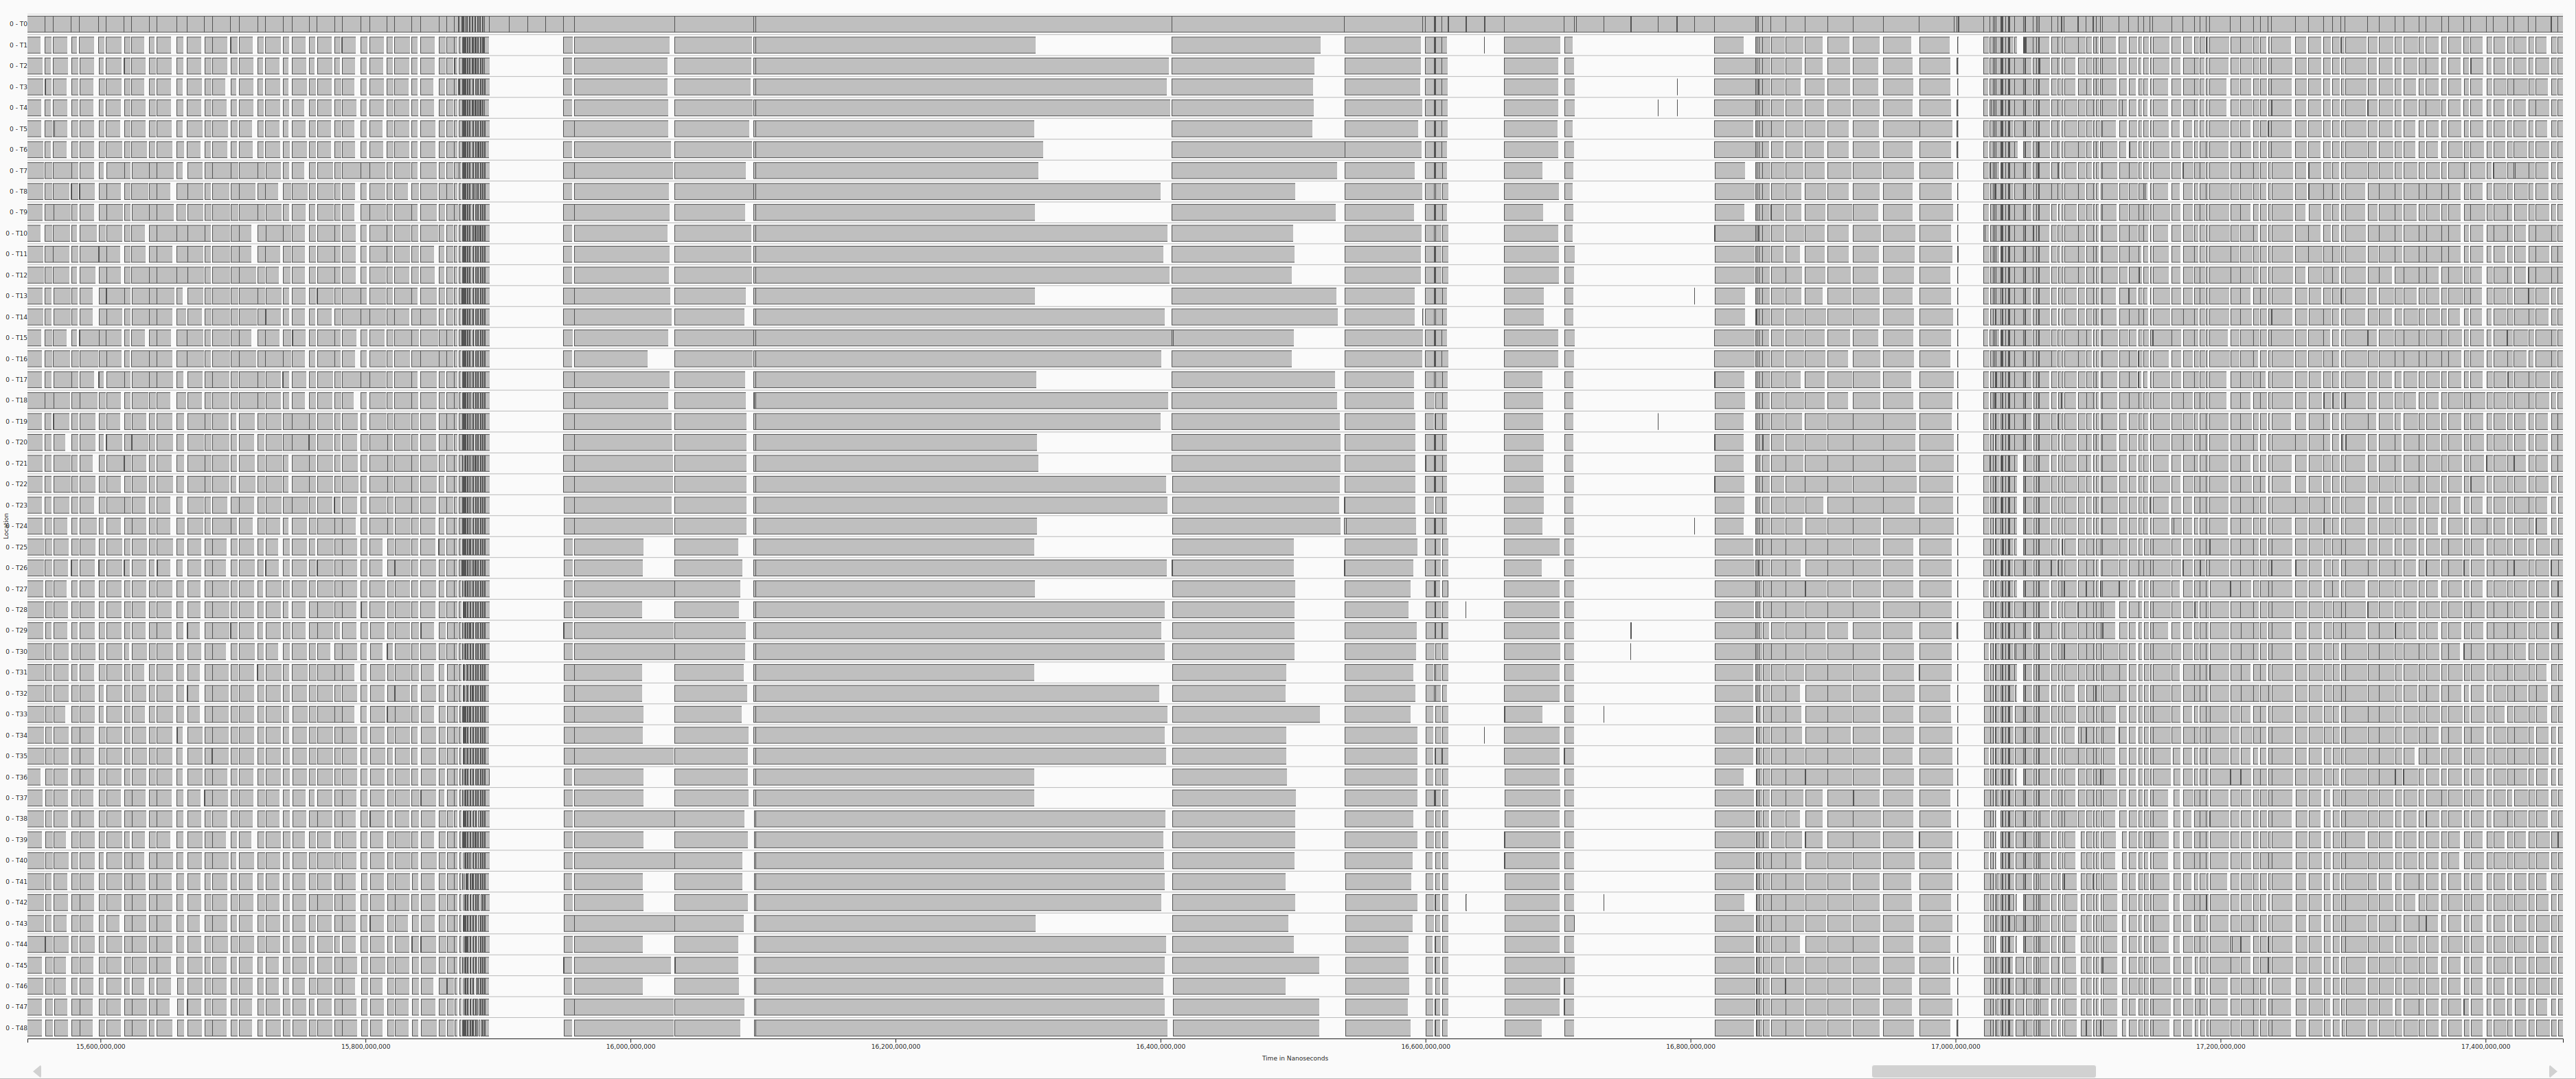 0 - T0
0 - T1
0 - T2
0 - T3
0 - T4
0 - T5
0 - T6
0 - T7
0 - T8
0 - T9
0 - T10
0 - T11
0 - T12
0 - T13
0 - T14
0 - T15
0 - T16
0 - T17
0 - T18
0 - T19
0 - T20
0 - T21
0 - T22
0 - T23
Location
0 - T24
0 - T25
0 - T26
0 - T27
0 - T28
0 - T29
0 - T30
0 - T31
0 - T32
0 - T33
0 - T34
0 - T35
0 - T36
0 - T37
0 - T38
0 - T39
0 - T40
0 - T41
0 - T42
0 - T43
0 - T44
0 - T45
0 - T46
0 - T47
0 - T48
15,600,000,000 15,800,000,000 16,000,000,000 16,200,000,000 16,400,000,000 16,600,000,000 16,800,000,000 17,000,000,000 17,200,000,000 17,400,000,000
Time in Nanoseconds